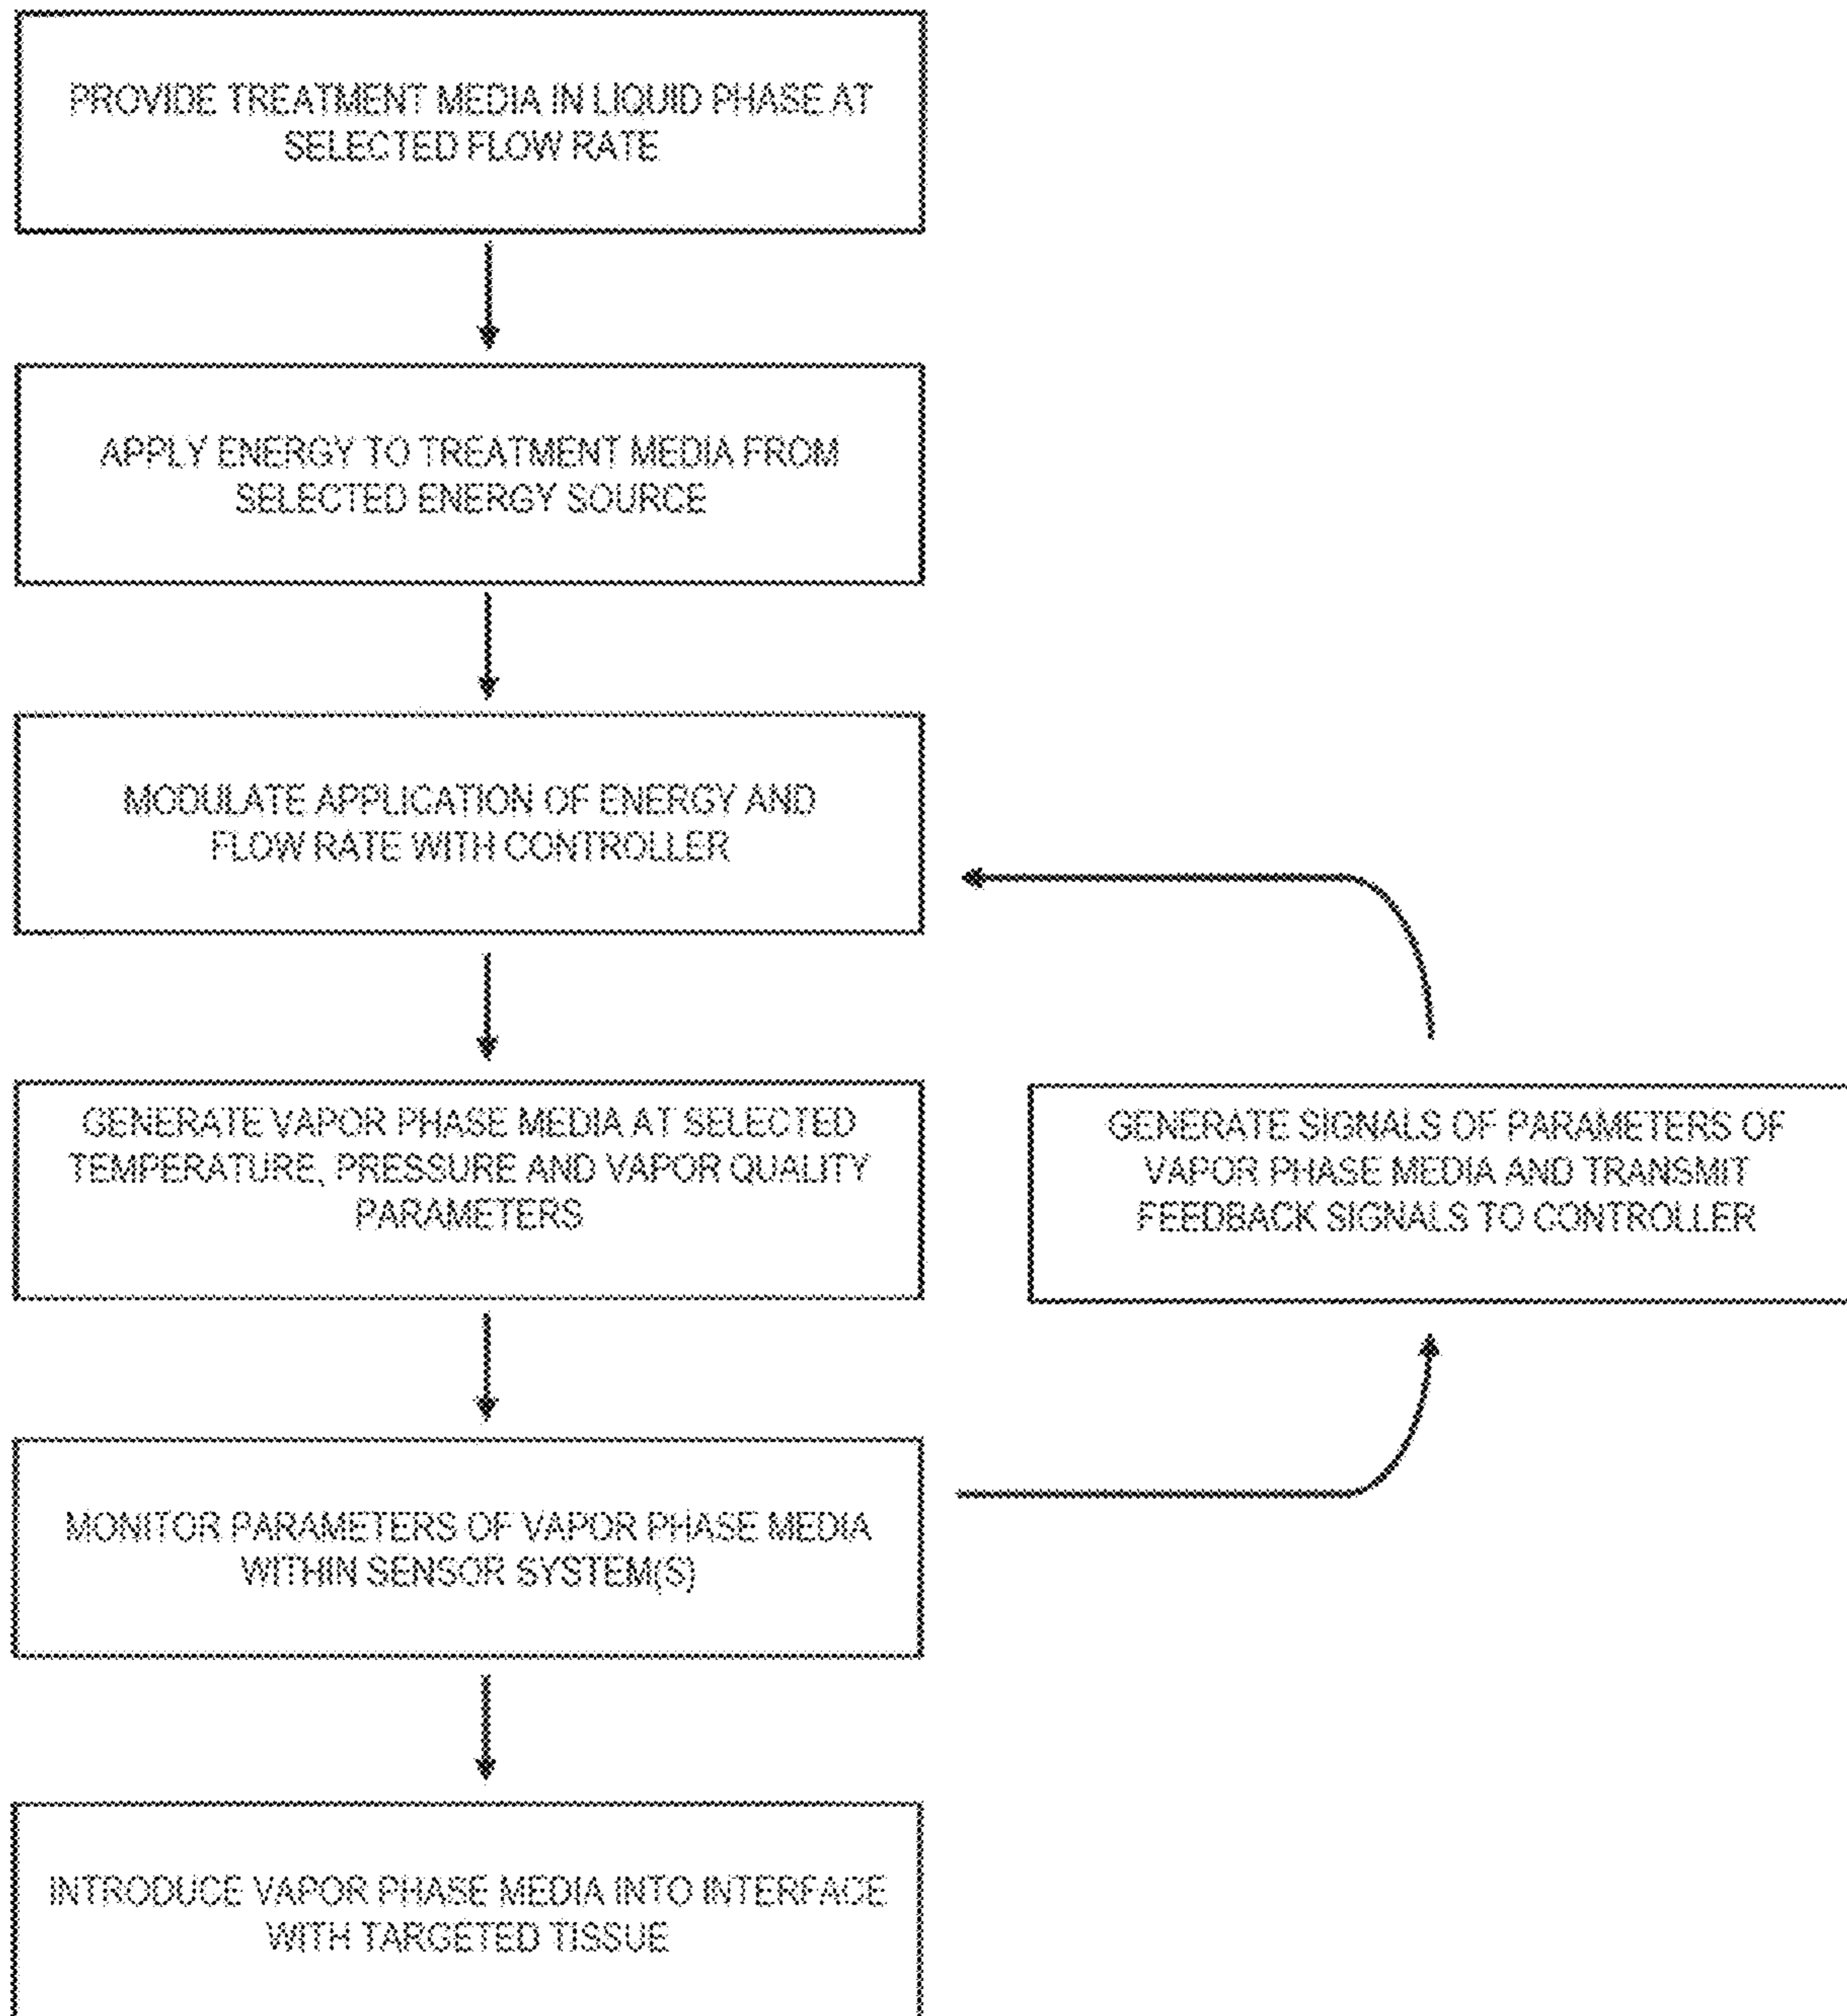 PROVIDE TREATMENT MEDIA IN LIQUID PHASE AT
SELECTED FLOW RATE
APPLY ENERGY TO TREATMENT MEDIA FROM
SELECTED ENERGY SOURCE
MODULATE APPLICATION OF ENERGY AND
FLOW RATE WITH CONTROLLER
GENERATE VAPOR PHASE MEDIA AT SELECTED
TEMPERATURE, PRESSURE AND VAPOR QUALITY
PARAMETERS
GENERATE SIGNALS OF PARAMETERS OF
VAPOR PHASE MEDIA AND TRANSMIT
FEEDBACK SIGNALS TO CONTROLLER
MONITOR PARAMETERS OF VAPOR PHASE MEDIA
WITHIN SENSOR SYSTEM(S)
INTRODUCE VAPOR PHASE MEDIA INTO INTERFACE
WITH TARGETED TISSUE